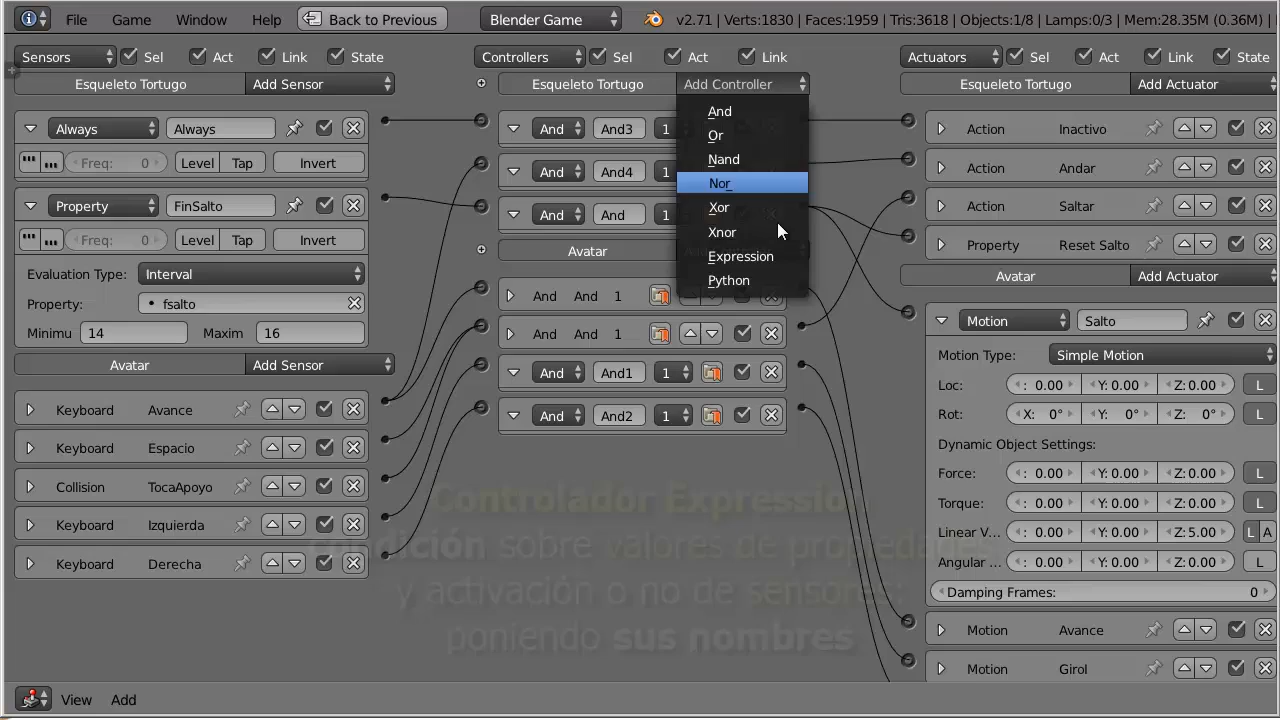 File Game Window Help Back to Previous Blender Game v2.71 | Verts:1830 | Faces:1959 | Tris:3618 | Objects:1/8 | Lamps:0/3 | Mem:28.35M (0.36M) |
Sensors Sel Act Link State Controllers Sel Act Link Actuators Sel Act Link State
Esqueleto Tortugo Add Sensor Esqueleto Tortugo Add Controller Esqueleto Tortugo Add Actuator
And
Or
Nand
Nor
Xor
Xnor
Expression
Python
Always Always And And3 1 Action Inactivo
Freq: 0 Level Tap Invert And And4 1 Action Andar
Property FinSalto And And 1 Action Saltar
Level Tap Invert Property Reset Salto
Avatar
Evaluation Type: Interval Avatar Add Actuator
Property: fsalto And And 1
Minimu 14 Maxim 16 And And 1 Motion Salto
Avatar Add Sensor And And1 1 Motion Type: Simple Motion
Loc: : 0.00 Y: 0.00 Z: 0.00 L
Keyboard Avance And And2 1 Rot: X: 0° Y: 0° Z: 0° L
Keyboard Espacio Dynamic Object Settings:
Collision TocaApoyo Force: : 0.00 Y: 0.00 Z: 0.00 L
Torque: : 0.00 Y: 0.00 Z: 0.00 L
Keyboard Izquierda Linear V... : 0.00 Y: 0.00 Z: 5.00 L A
Keyboard Derecha Angular ... : 0.00 Y: 0.00 Z: 0.00 L
Damping Frames: 0
Motion Avance
Motion Girol
Controlador Expression
condición sobre valores de propiedades
y activación o no de sensores:
poniendo sus nombres
View Add